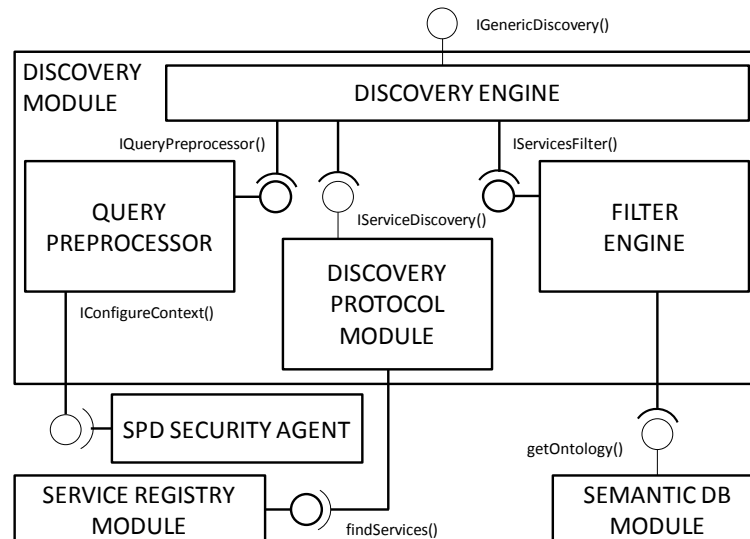 IGenericDiscovery()
DISCOVERY
MODULE
DISCOVERY ENGINE
IQueryPreprocessor()
IServicesFilter()
QUERY
PREPROCESSOR
IServiceDiscovery()
FILTER
ENGINE
DISCOVERY
PROTOCOL
MODULE
IConfigureContext()
SPD SECURITY AGENT
getOntology()
SERVICE REGISTRY
MODULE
findServices()
SEMANTIC DB
MODULE